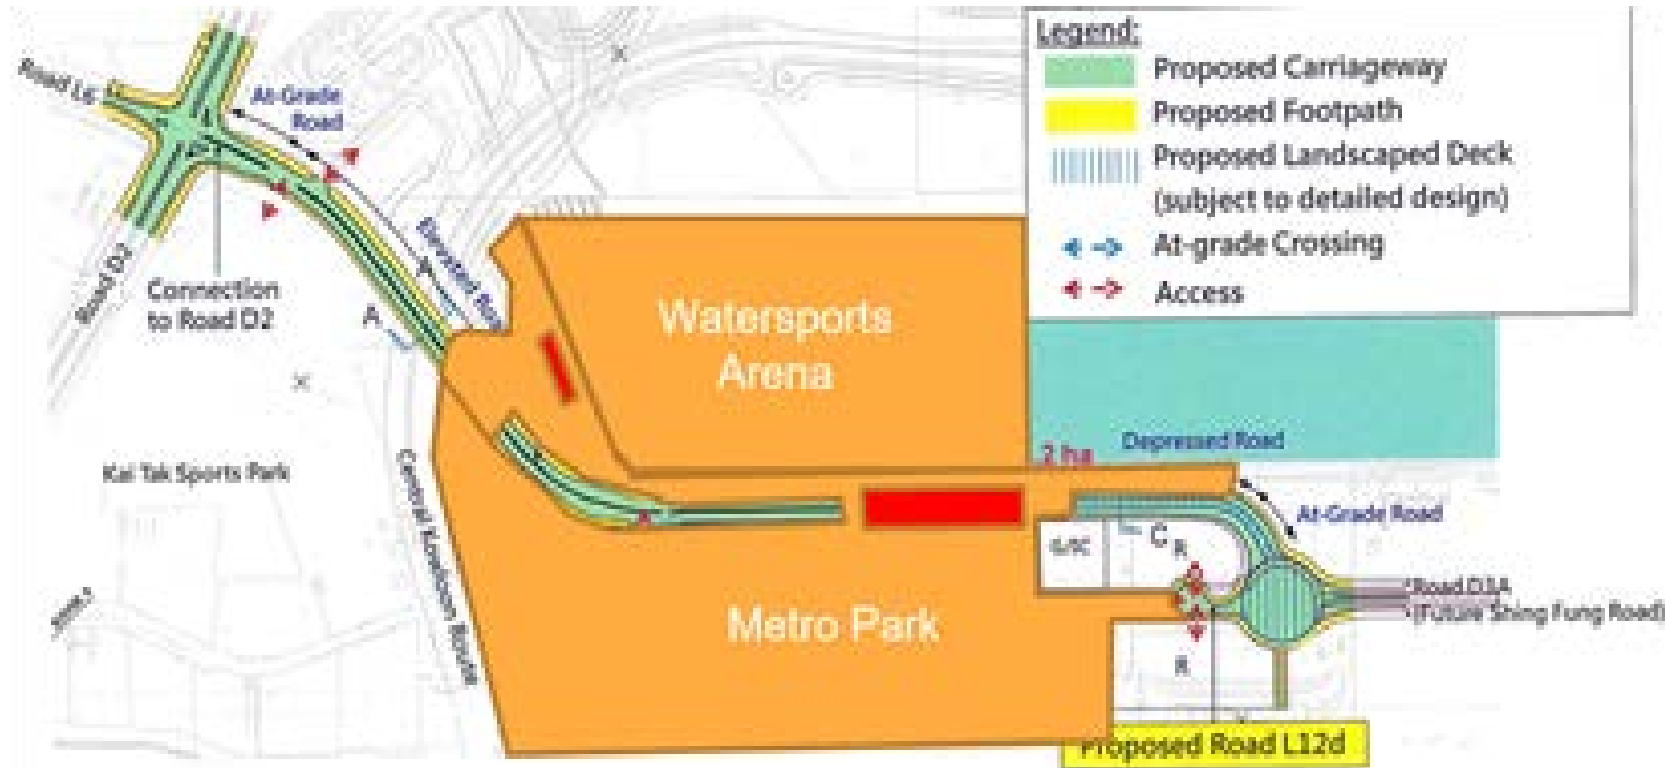 Legend:
Proposed Carriageway
Proposed Footpath
Proposed Landscaped Deck
(subject to detailed design)
At-grade Crossing
Access
Road L6
At-Grade
Road
Elevated
Road D2
Connection
to Road D2
A
Watersports
Arena
2 ha
Depressed Road
Kai Tak Sports Park
Central Kowloon Route
At-Grade Road
G/IC
C
R
Road D3A
(Future Shing Fung Road)
Metro Park
R
Proposed Road L12d